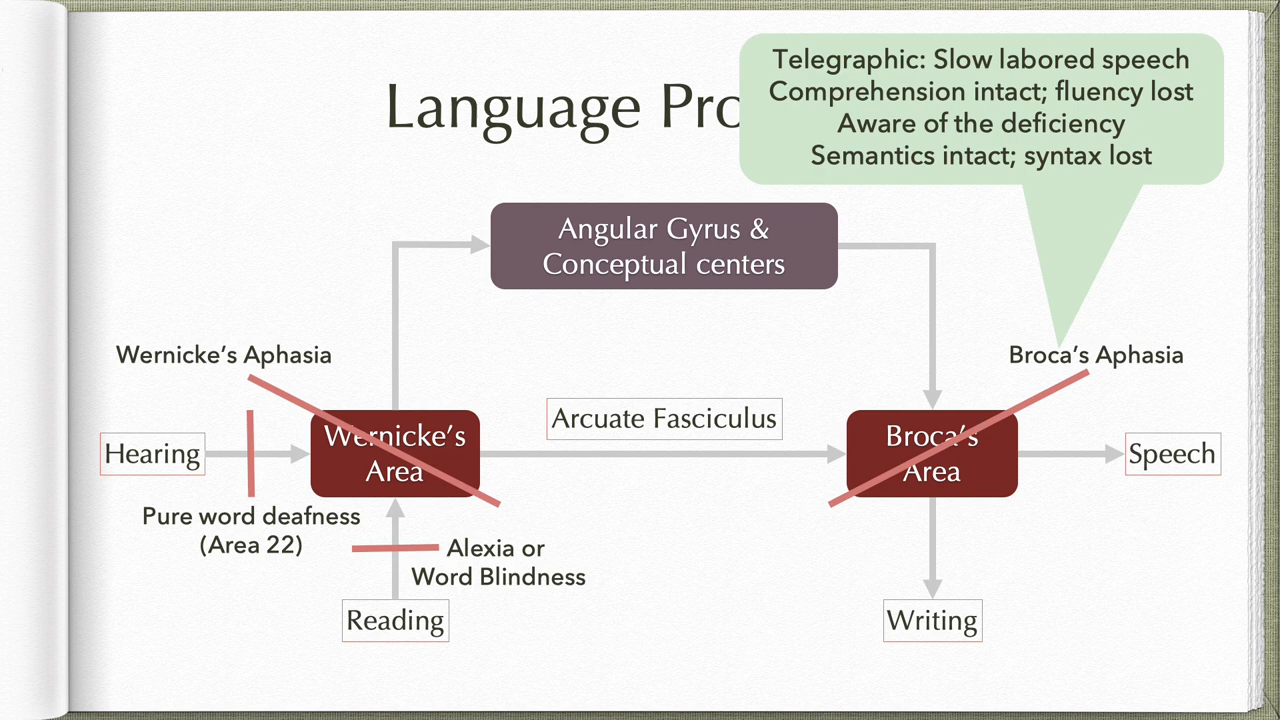 Telegraphic: Slow labored speech
Comprehension intact; fluency lost
Aware of the deficiency
Semantics intact; syntax lost
Language Pro
Angular Gyrus &
Conceptual centers
Wernicke's Aphasia
Broca's Aphasia
Arcuate Fasciculus
Hearing
Wernicke's
Area
Broca's
Area
Speech
Pure word deafness
(Area 22)
Alexia or
Word Blindness
Reading
Writing